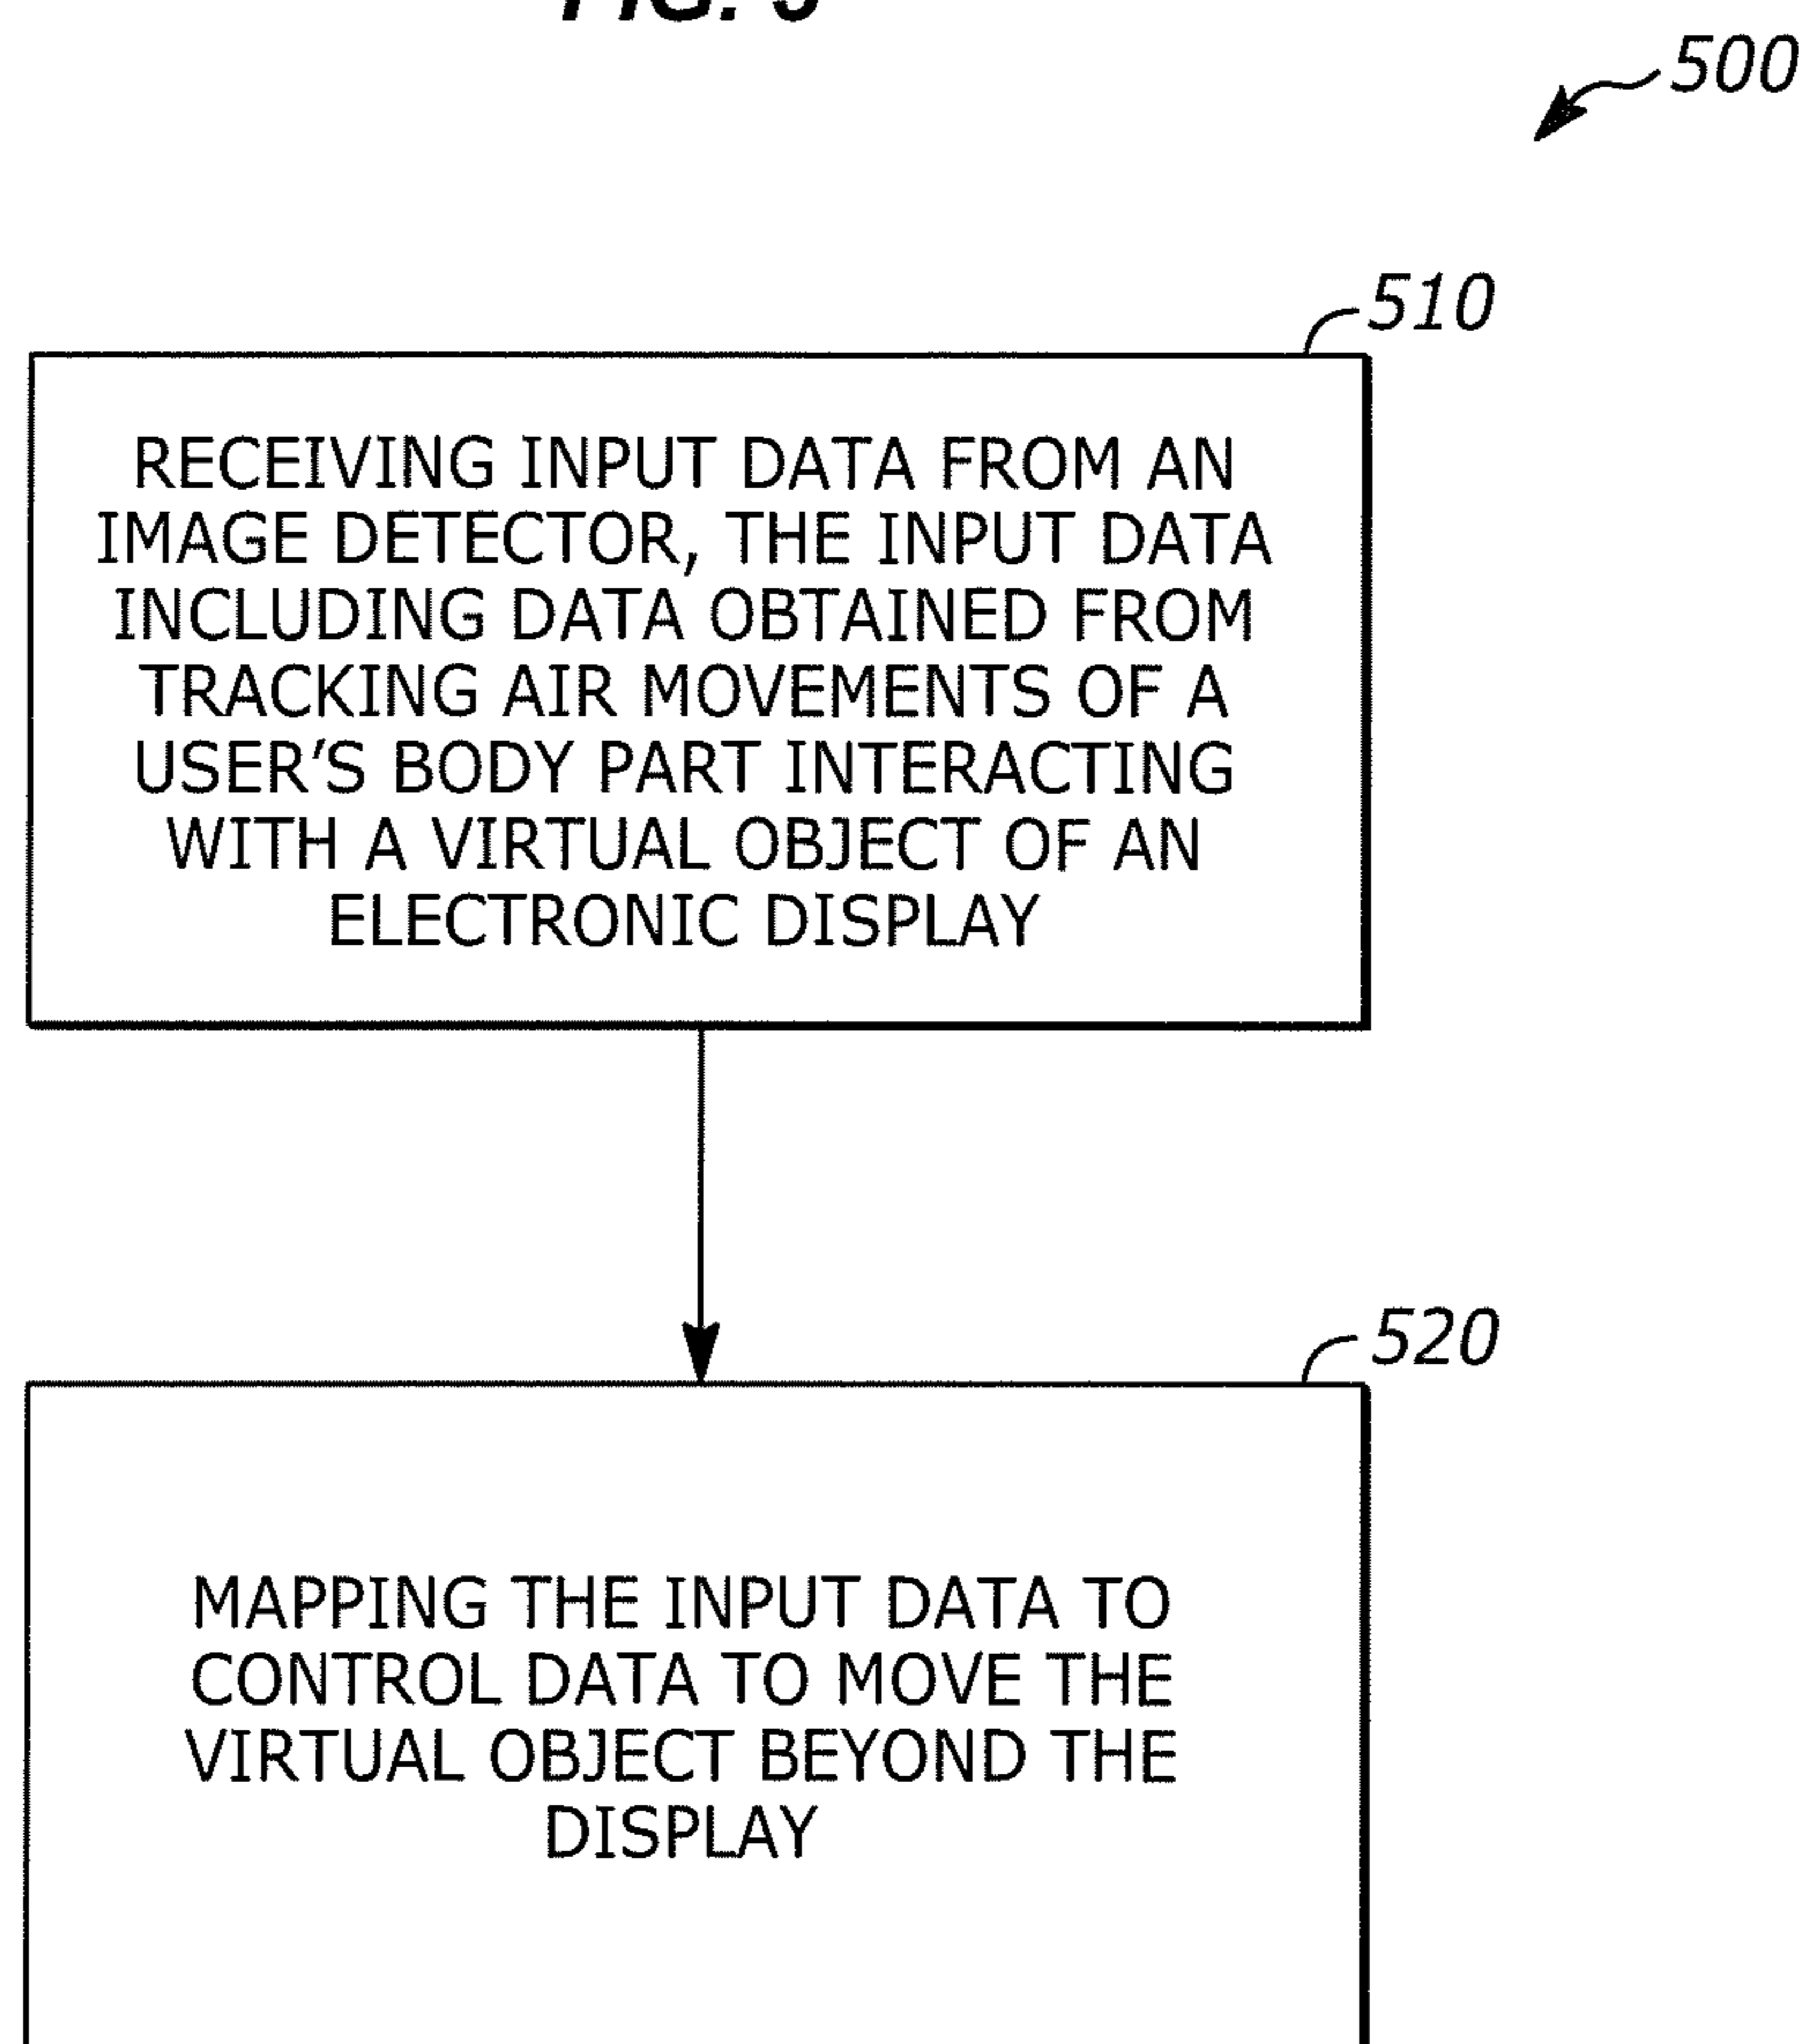 FIG. 5
500
510
RECEIVING INPUT DATA FROM AN
IMAGE DETECTOR, THE INPUT DATA
INCLUDING DATA OBTAINED FROM
TRACKING AIR MOVEMENTS OF A
USER’S BODY PART INTERACTING
WITH A VIRTUAL OBJECT OF AN
ELECTRONIC DISPLAY
520
MAPPING THE INPUT DATA TO
CONTROL DATA TO MOVE THE
VIRTUAL OBJECT BEYOND THE
DISPLAY